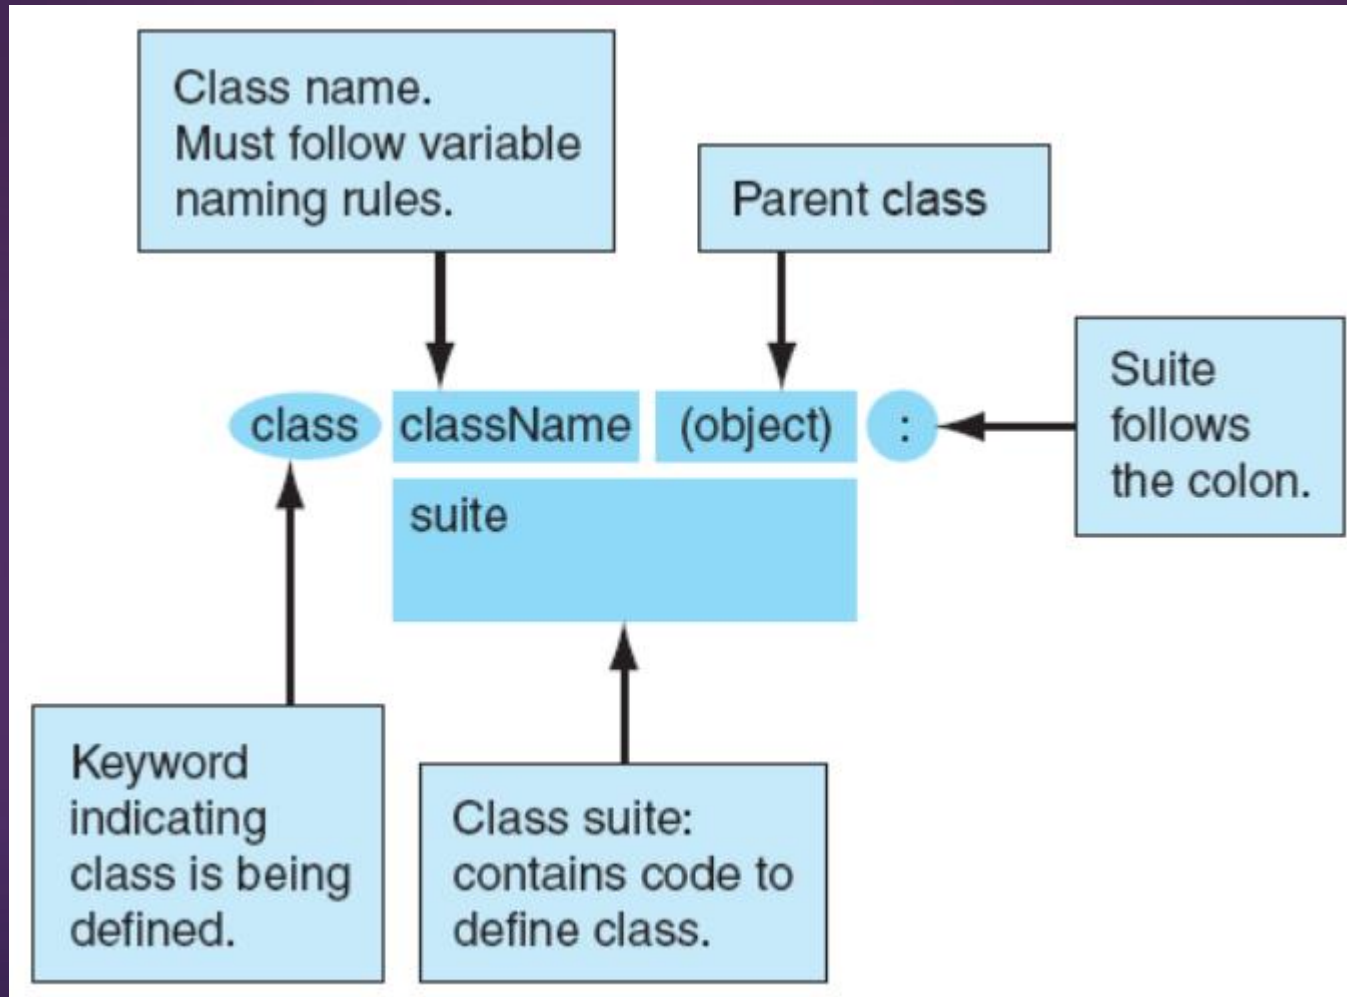 Class name.
Must follow variable
naming rules.
Parent class
Suite
follows
the colon.
class className (object) :
suite
Keyword
indicating
class is being
defined.
Class suite:
contains code to
define class.